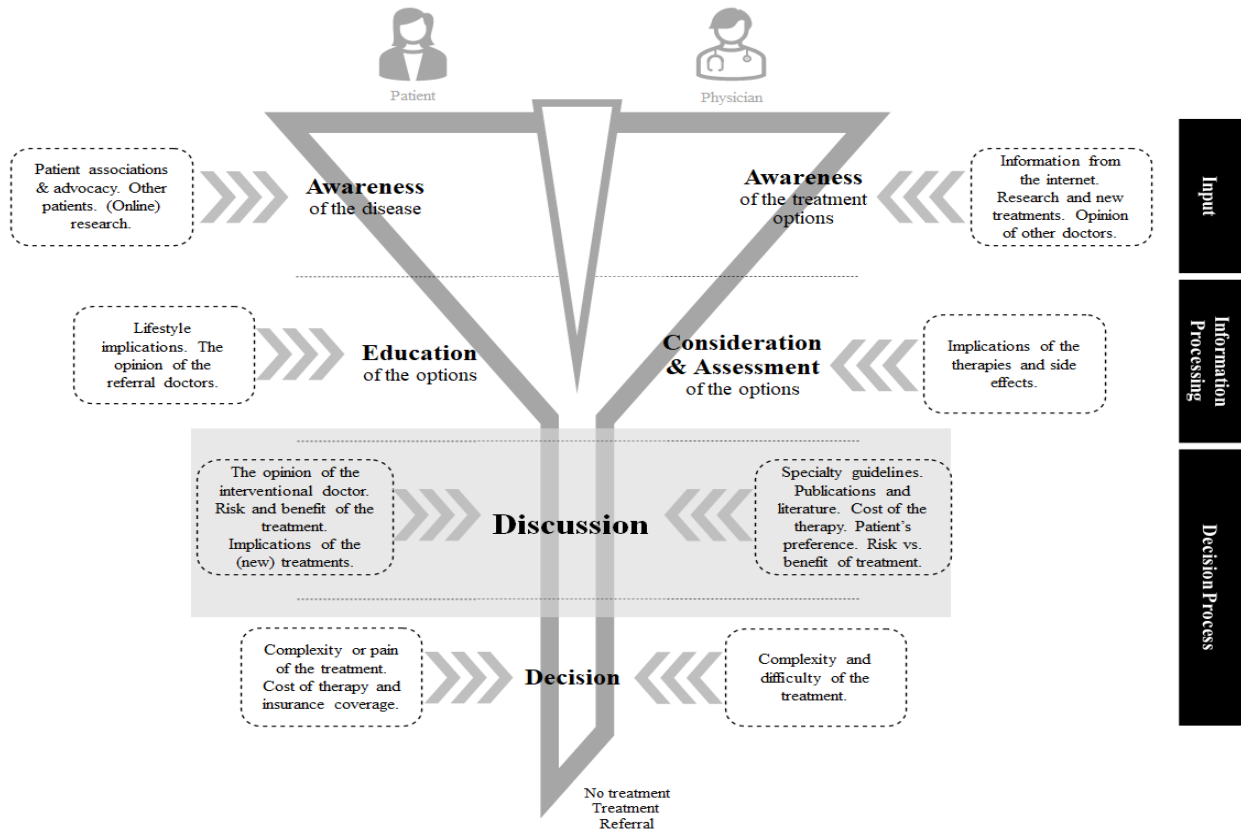 Patient
Physician
Patient associations
& advocacy. Other
patients. (Online)
research.
Awareness
of the disease
Awareness
of the treatment
options
Information from
the internet.
Research and new
treatments. Opinion
of other doctors.
Input
Lifestyle
implications. The
opinion of the
referral doctors.
Education
of the options
Consideration
& Assessment
of the options
Implications of the
therapies and side
effects.
Information
Processing
The opinion of the
interventional doctor.
Risk and benefit of the
treatment.
Implications of the
(new) treatments.
Discussion
Specialty guidelines.
Publications and
literature. Cost of the
therapy. Patient’s
preference. Risk vs.
benefit of treatment.
Decision Process
Complexity or pain
of the treatment.
Cost of therapy and
insurance coverage.
Decision
Complexity and
difficulty of the
treatment.
No treatment
Treatment
Referral